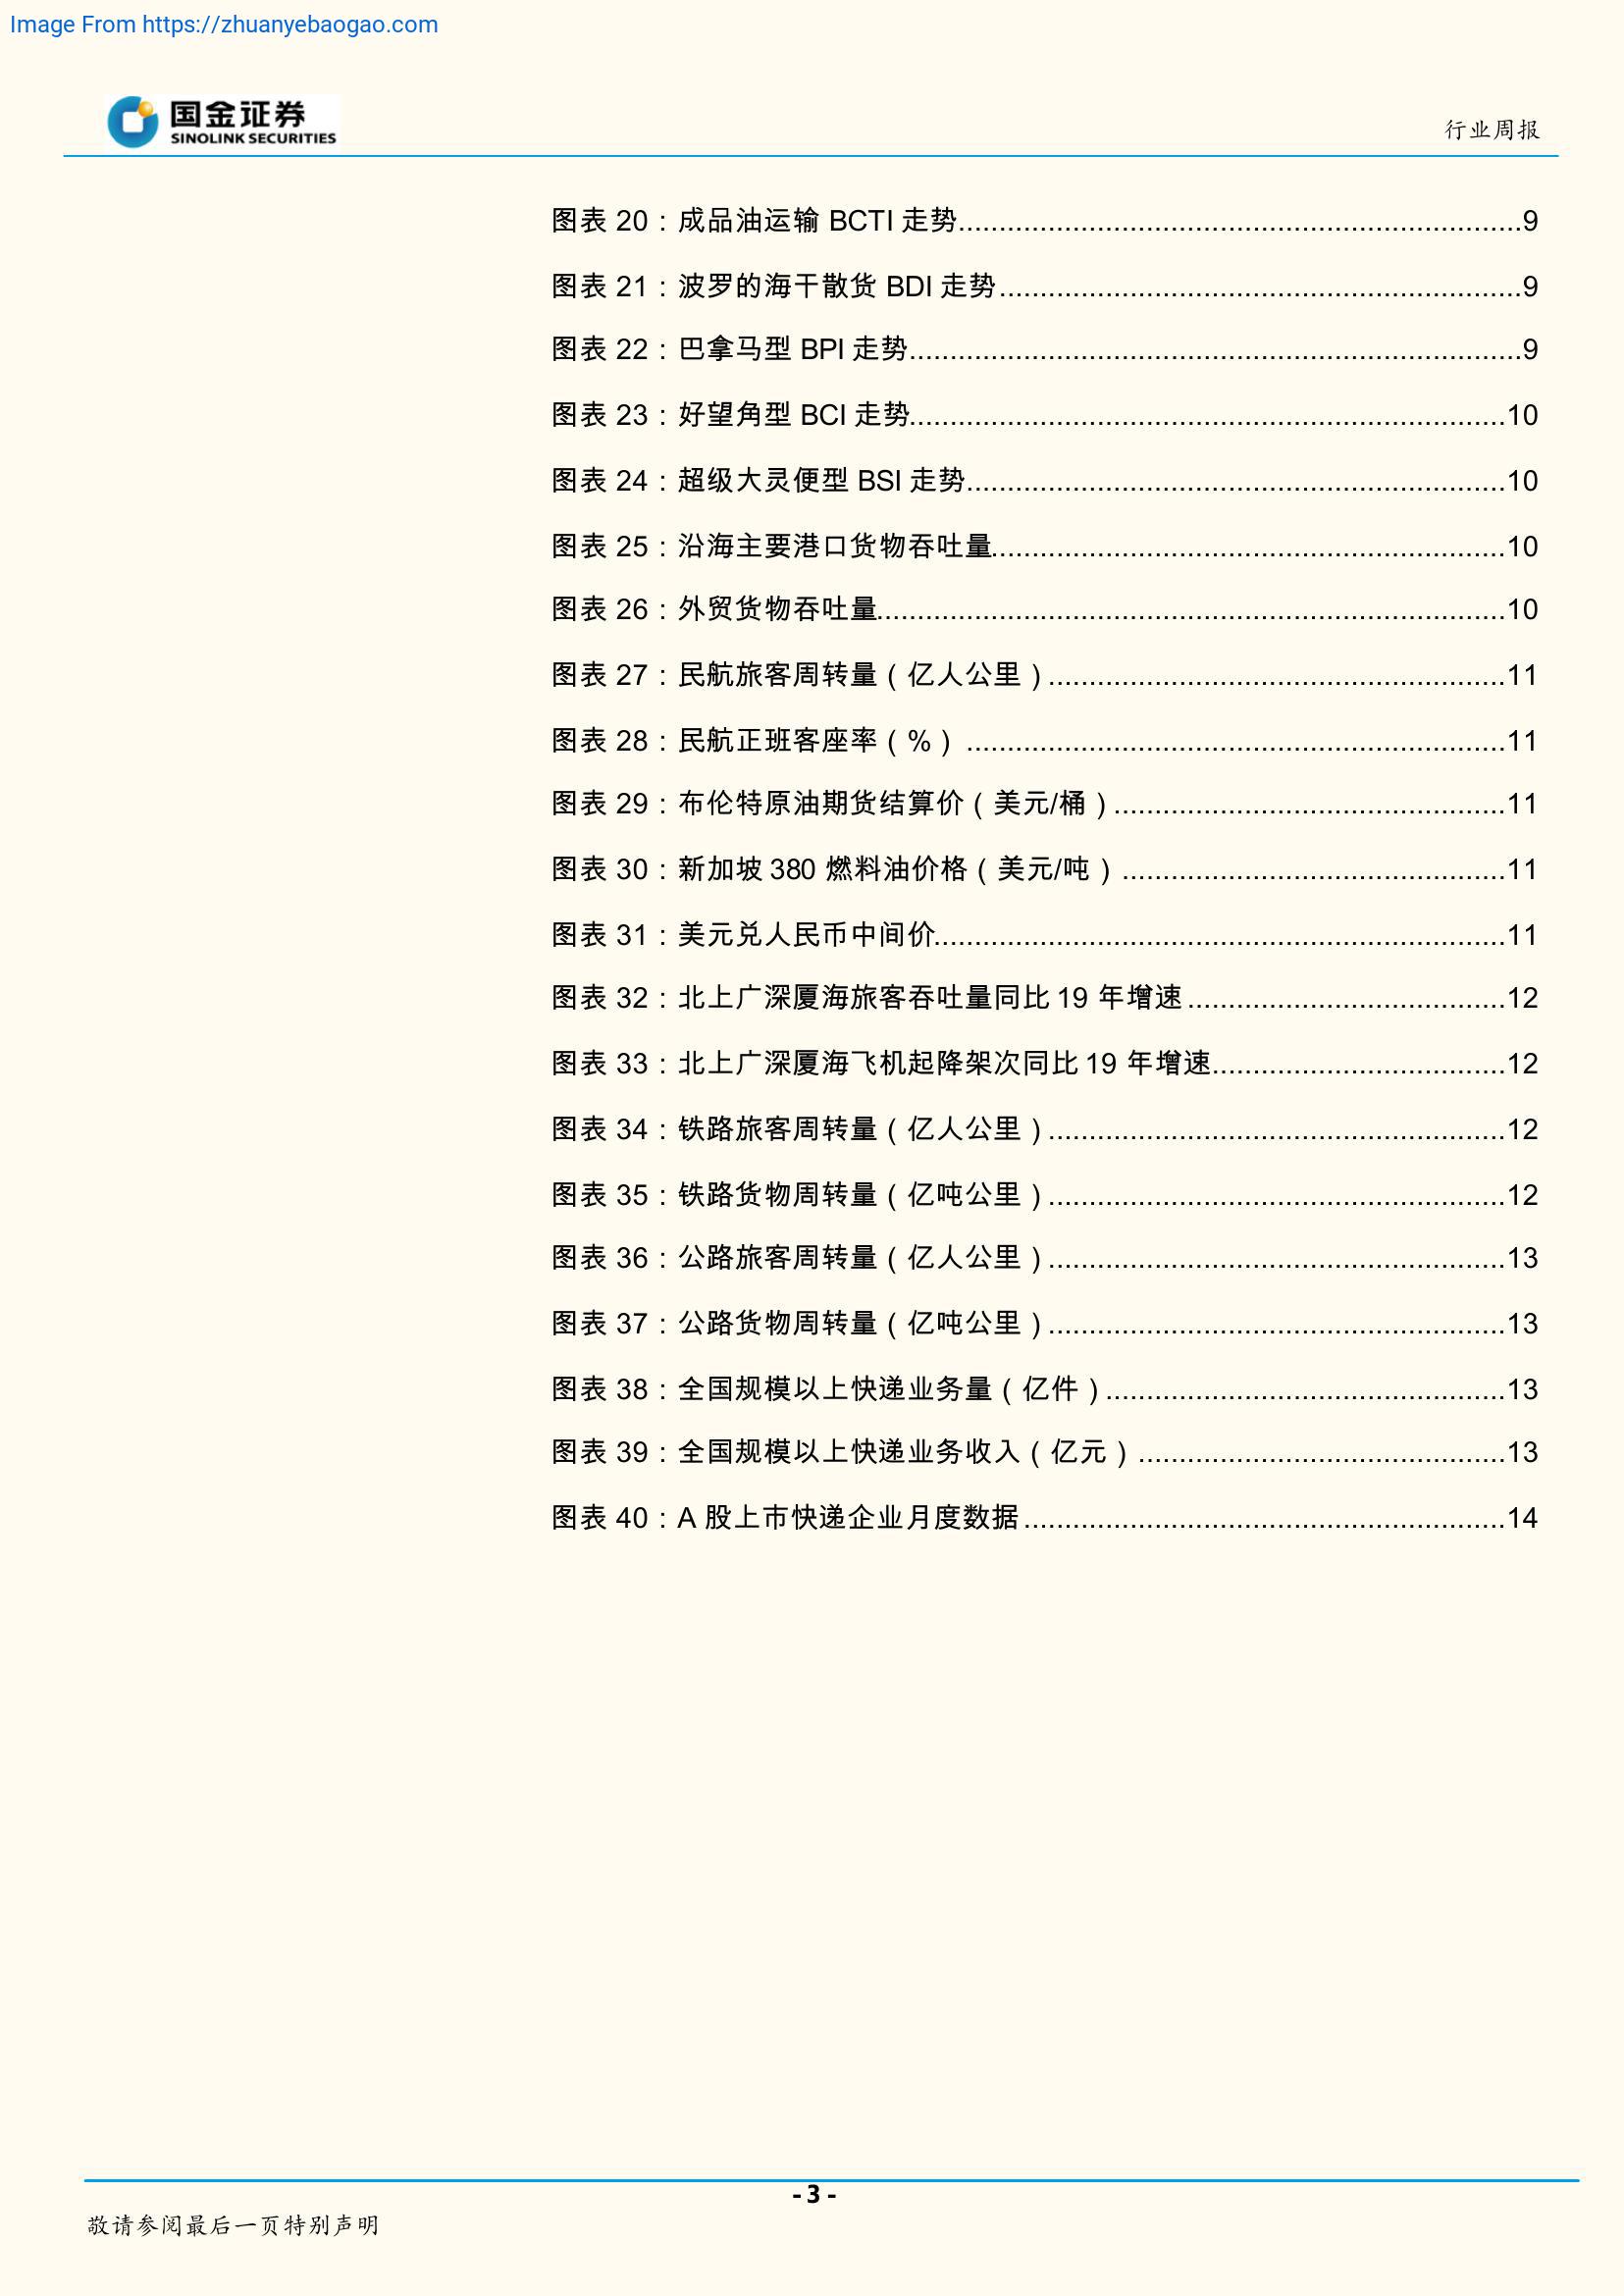 Image From https://zhuanyebaogao.com
国金证券
SINOLINK SECURITIES
行业周报
图表 20：成品油运输 BCTI 走势.....................................................................9
图表 21：波罗的海干散货 BDI 走势................................................................9
图表 22：巴拿马型 BPI 走势...........................................................................9
图表 23：好望角型 BCI 走势.........................................................................10
图表 24：超级大灵便型 BSI 走势..................................................................10
图表 25：沿海主要港口货物吞吐量...............................................................10
图表 26：外贸货物吞吐量.............................................................................10
图表 27：民航旅客周转量（亿人公里）........................................................11
图表 28：民航正班客座率（%）..................................................................11
图表 29：布伦特原油期货结算价（美元/桶）................................................11
图表 30：新加坡 380 燃料油价格（美元/吨）...............................................11
图表 31：美元兑人民币中间价......................................................................11
图表 32：北上广深厦海旅客吞吐量同比 19 年增速.......................................12
图表 33：北上广深厦海飞机起降架次同比 19 年增速....................................12
图表 34：铁路旅客周转量（亿人公里）........................................................12
图表 35：铁路货物周转量（亿吨公里）........................................................12
图表 36：公路旅客周转量（亿人公里）........................................................13
图表 37：公路货物周转量（亿吨公里）........................................................13
图表 38：全国规模以上快递业务量（亿件）.................................................13
图表 39：全国规模以上快递业务收入（亿元）.............................................13
图表 40：A 股上市快递企业月度数据...........................................................14
- 3 -
敬请参阅最后一页特别声明